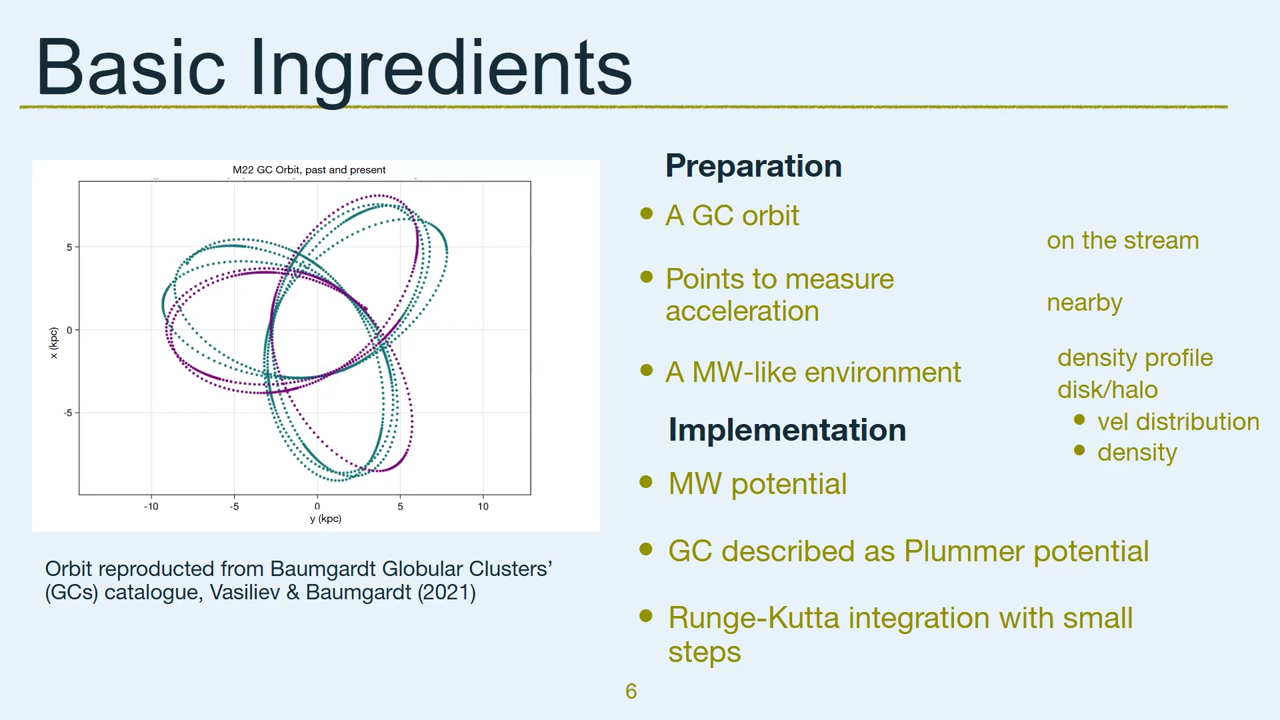 Basic Ingredients
M22 GC Orbit, past and present
5
0
-5
x (kpc)
-10
-5
0
5
10
y (kpc)
Orbit reproducted from Baumgardt Globular Clusters’
(GCs) catalogue, Vasiliev & Baumgardt (2021)
Preparation
• A GC orbit
on the stream
• Points to measure
acceleration
nearby
• A MW-like environment
density profile
disk/halo
• vel distribution
• density
Implementation
• MW potential
• GC described as Plummer potential
• Runge-Kutta integration with small
steps
6